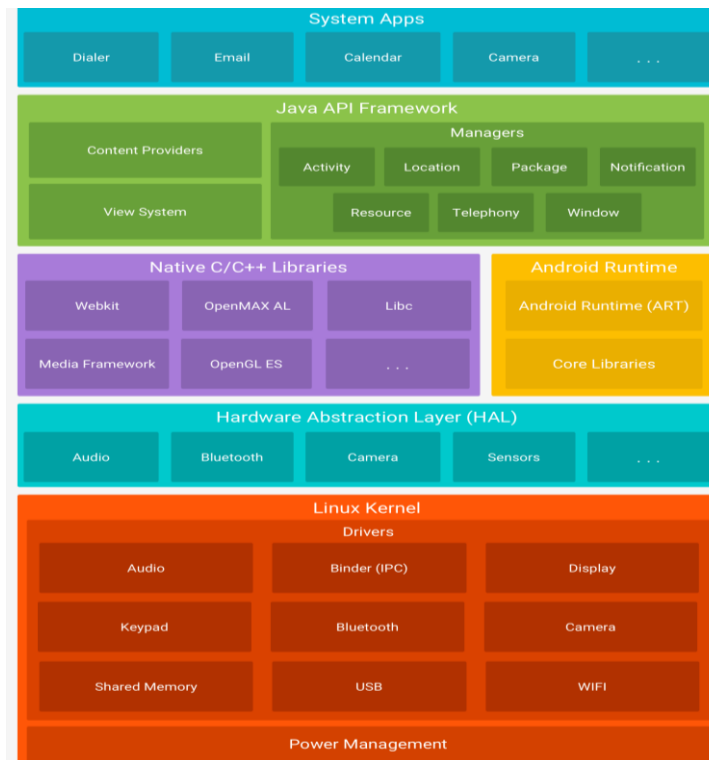 System Apps
Dialer Email Calendar Camera . . .
Java API Framework
Content Providers
View System
Managers
Activity Location Package Notification
Resource Telephony Window
Native C/C++ Libraries
Webkit OpenMAX AL Libc
Media Framework OpenGL ES . . .
Android Runtime
Android Runtime (ART)
Core Libraries
Hardware Abstraction Layer (HAL)
Audio Bluetooth Camera Sensors . . .
Linux Kernel
Drivers
Audio Binder (IPC) Display
Keypad Bluetooth Camera
Shared Memory USB WIFI
Power Management